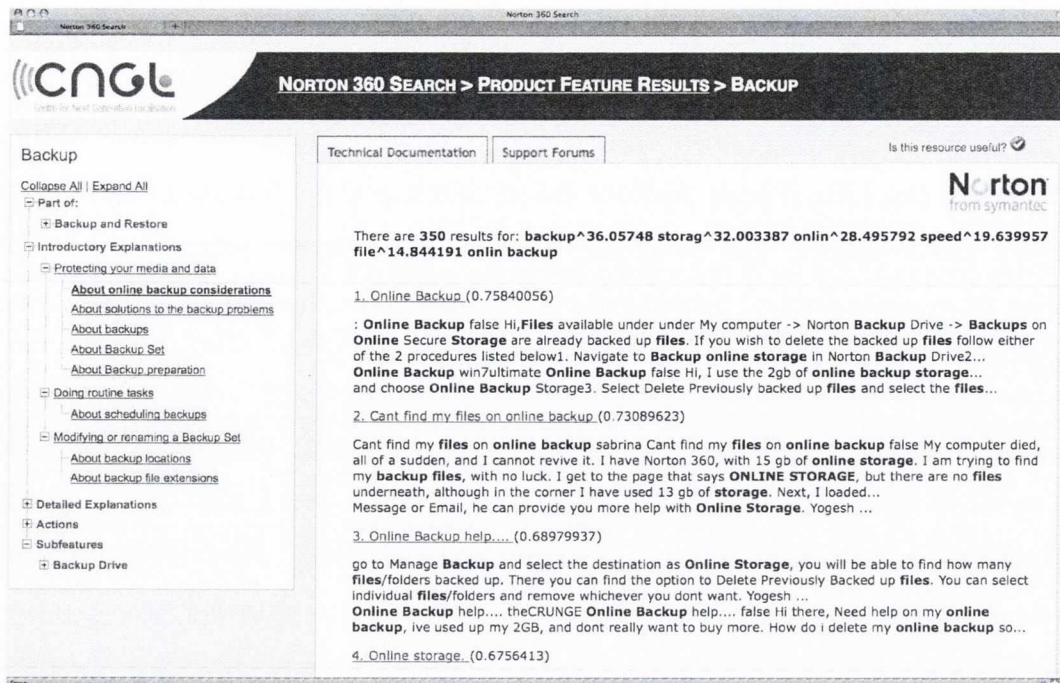 Norton 360 Search
Norton 360 Search
CNGL
Centre for Next Generation Localisation
NORTON 360 SEARCH > PRODUCT FEATURE RESULTS > BACKUP
Backup
Collapse All | Expand All
Part of:
Backup and Restore
Introductory Explanations
Protecting your media and data
About online backup considerations
About solutions to the backup problems
About backups
About Backup Set
About Backup preparation
Doing routine tasks
About scheduling backups
Modifying or renaming a Backup Set
About backup locations
About backup file extensions
Detailed Explanations
Actions
Subfeatures
Backup Drive
Technical Documentation
Support Forums
Is this resource useful?
Norton
from symantec
There are 350 results for: backup^36.05748 storag^32.003387 onlin^28.495792 speed^19.639957
file^14.844191 onlin backup
1. Online Backup (0.75840056)
: Online Backup false Hi,Files available under under My computer -> Norton Backup Drive -> Backups on
Online Secure Storage are already backed up files. If you wish to delete the backed up files follow either
of the 2 procedures listed below1. Navigate to Backup online storage in Norton Backup Drive2...
Online Backup win7ultimate Online Backup false Hi, I use the 2gb of online backup storage...
and choose Online Backup Storage3. Select Delete Previously backed up files and select the files...
2. Cant find my files on online backup (0.73089623)
Cant find my files on online backup sabrina Cant find my files on online backup false My computer died,
all of a sudden, and I cannot revive it. I have Norton 360, with 15 gb of online storage. I am trying to find
my backup files, with no luck. I get to the page that says ONLINE STORAGE, but there are no files
underneath, although in the corner I have used 13 gb of storage. Next, I loaded...
Message or Email, he can provide you more help with Online Storage. Yogesh ...
3. Online Backup help.... (0.68979937)
go to Manage Backup and select the destination as Online Storage, you will be able to find how many
files/folders backed up. There you can find the option to Delete Previously Backed up files. You can select
individual files/folders and remove whichever you dont want. Yogesh ...
Online Backup help.... theCRUNGE Online Backup help.... false Hi there, Need help on my online
backup, ive used up my 2GB, and dont really want to buy more. How do i delete my online backup so...
4. Online storage. (0.6756413)